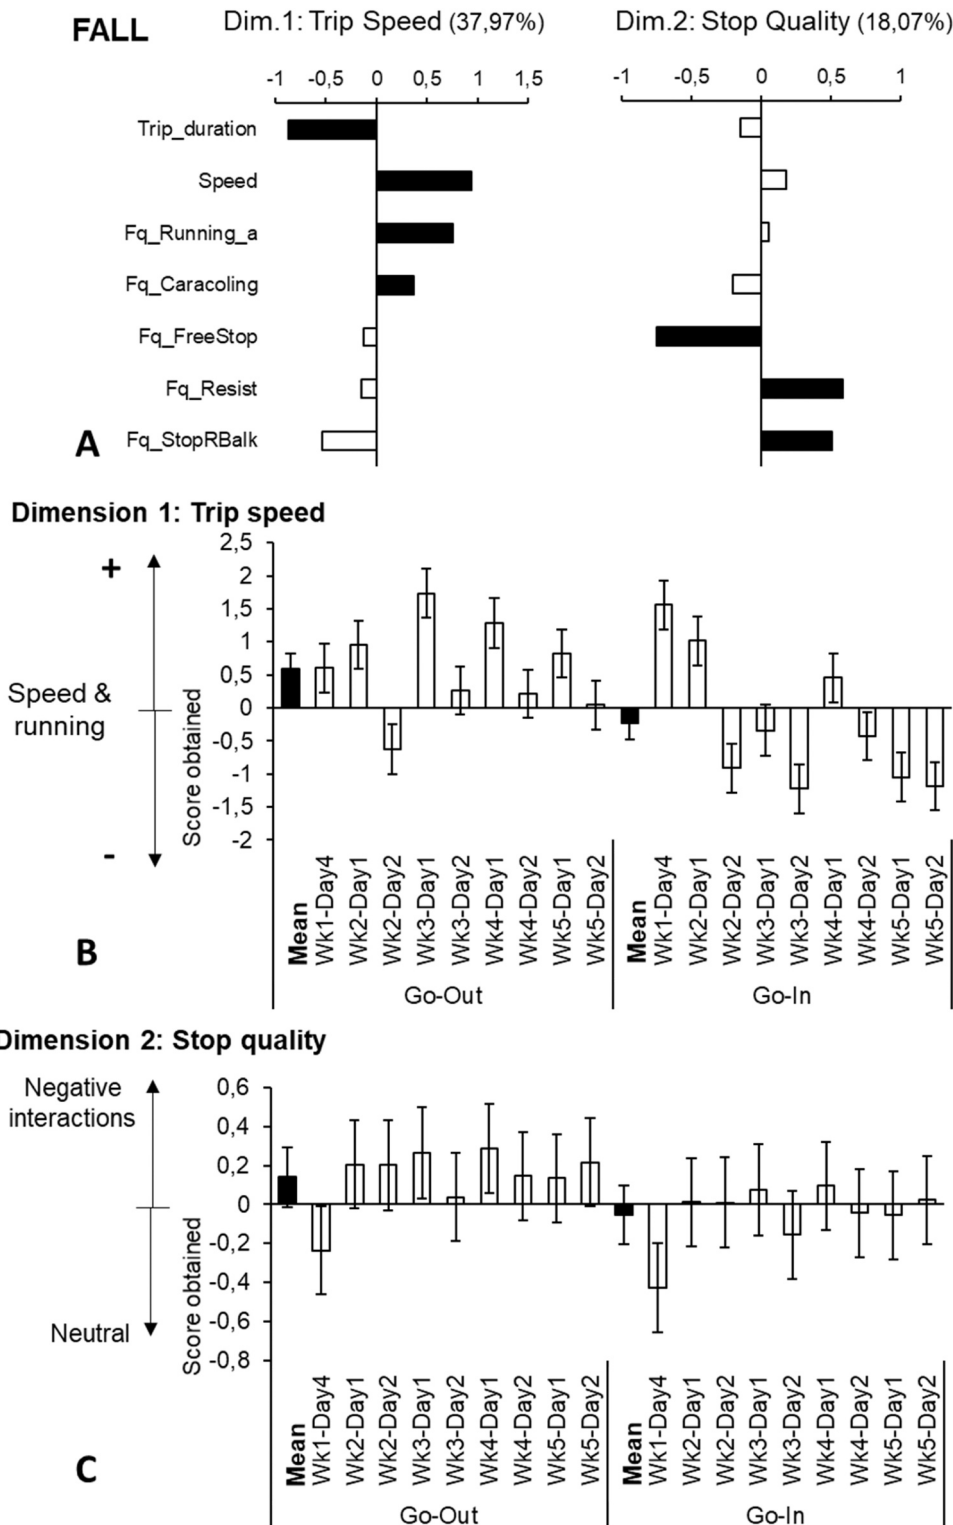 FALL
Dim.1: Trip Speed (37,97%)
Dim.2: Stop Quality (18,07%)
-1 -0,5 0 0,5 1 1,5
-1 -0,5 0 0,5 1
Trip_duration
Speed
Fq_Running_a
Fq_Caracoling
Fq_FreeStop
Fq_Resist
Fq_StopRBalk
A
Dimension 1: Trip speed
+
Speed &
running
-
Score obtained
2,5
2
1,5
1
0,5
0
-0,5
-1
-1,5
-2
Mean
Wk1-Day4
Wk2-Day1
Wk2-Day2
Wk3-Day1
Wk3-Day2
Wk4-Day1
Wk4-Day2
Wk5-Day1
Wk5-Day2
Mean
Wk1-Day4
Wk2-Day1
Wk2-Day2
Wk3-Day1
Wk3-Day2
Wk4-Day1
Wk4-Day2
Wk5-Day1
Wk5-Day2
B
Go-Out
Go-In
Dimension 2: Stop quality
Negative
interactions
Neutral
Score obtained
0,6
0,4
0,2
0
-0,2
-0,4
-0,6
-0,8
Mean
Wk1-Day4
Wk2-Day1
Wk2-Day2
Wk3-Day1
Wk3-Day2
Wk4-Day1
Wk4-Day2
Wk5-Day1
Wk5-Day2
Mean
Wk1-Day4
Wk2-Day1
Wk2-Day2
Wk3-Day1
Wk3-Day2
Wk4-Day1
Wk4-Day2
Wk5-Day1
Wk5-Day2
C
Go-Out
Go-In